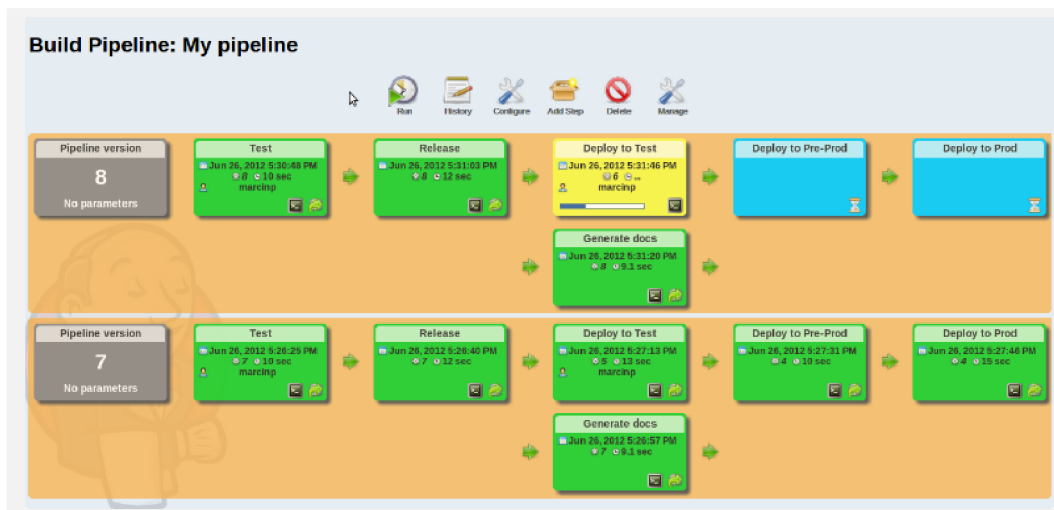 Build Pipeline: My pipeline
Run History Configure Add Step Delete Manage
Pipeline version
8
No parameters
Test
Jun 26, 2012 5:30:48 PM
8 10 sec
marcinp
Release
Jun 26, 2012 5:31:03 PM
8 12 sec
Deploy to Test
Jun 26, 2012 5:31:46 PM
6 ...
marcinp
Deploy to Pre-Prod
Deploy to Prod
Generate docs
Jun 26, 2012 5:31:20 PM
8 9.1 sec
Pipeline version
7
No parameters
Test
Jun 26, 2012 5:26:25 PM
7 10 sec
marcinp
Release
Jun 26, 2012 5:26:40 PM
7 12 sec
Deploy to Test
Jun 26, 2012 5:27:13 PM
5 13 sec
marcinp
Deploy to Pre-Prod
Jun 26, 2012 5:27:31 PM
4 10 sec
Deploy to Prod
Jun 26, 2012 5:27:46 PM
4 15 sec
Generate docs
Jun 26, 2012 5:26:57 PM
7 9.1 sec